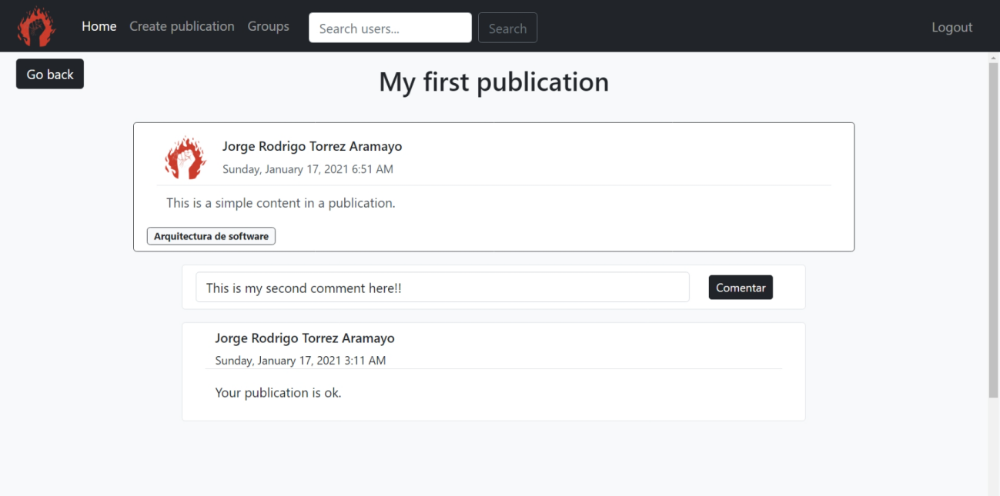 Home Create publication Groups Search users... Search Logout
Go back
My first publication
Jorge Rodrigo Torrez Aramayo
Sunday, January 17, 2021 6:51 AM
This is a simple content in a publication.
Arquitectura de software
This is my second comment here!! Comentar
Jorge Rodrigo Torrez Aramayo
Sunday, January 17, 2021 3:11 AM
Your publication is ok.